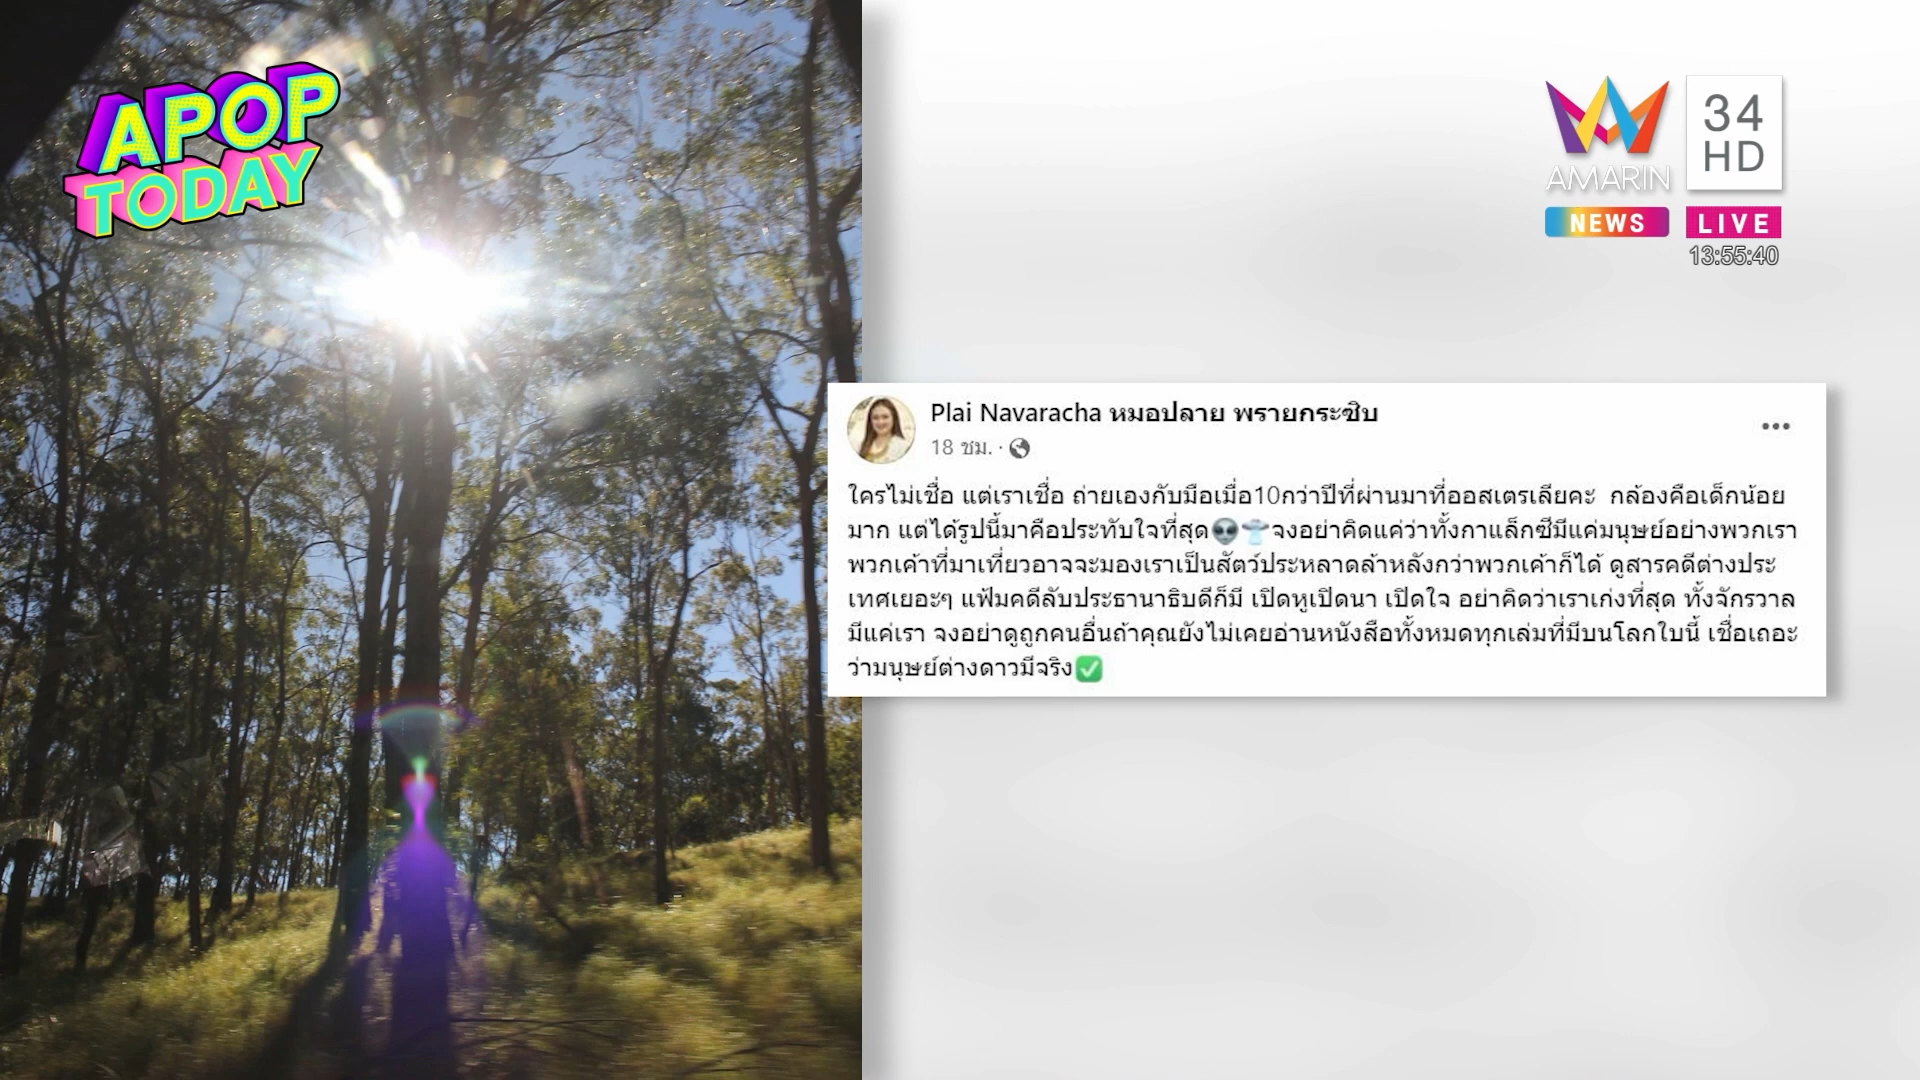 APOP
TODAY
AMARIN
34
HD
NEWS
LIVE
13:55:40
Plai Navaracha หมอปลาย พรายกระซิบ
18 ชม. ·
ใครไม่เชื่อ แต่เราเชื่อ ถ่ายเองกับมือเมื่อ10กว่าปีที่ผ่านมาที่ออสเตรเลียคะ กล้องคือเด็กน้อย
มาก แต่ได้รูปนี้มาคือประทับใจที่สุด👽👕จงอย่าคิดแค่ว่าทั้งกาแล็กซีมีแค่มนุษย์อย่างพวกเรา
พวกเค้าที่มาเที่ยวอาจจะมองเราเป็นสัตว์ประหลาดล้าหลังกว่าพวกเค้าก็ได้ ดูสารคดีต่างประ
เทศเยอะๆ แฟ้มคดีลับประธานาธิบดีก็มี เปิดหูเปิดนา เปิดใจ อย่าคิดว่าเราเก่งที่สุด ทั้งจักรวาล
มีแค่เรา จงอย่าดูถูกคนอื่นถ้าคุณยังไม่เคยอ่านหนังสือทั้งหมดทุกเล่มที่มีบนโลกใบนี้ เชื่อเถอะ
ว่ามนุษย์ต่างดาวมีจริง✅